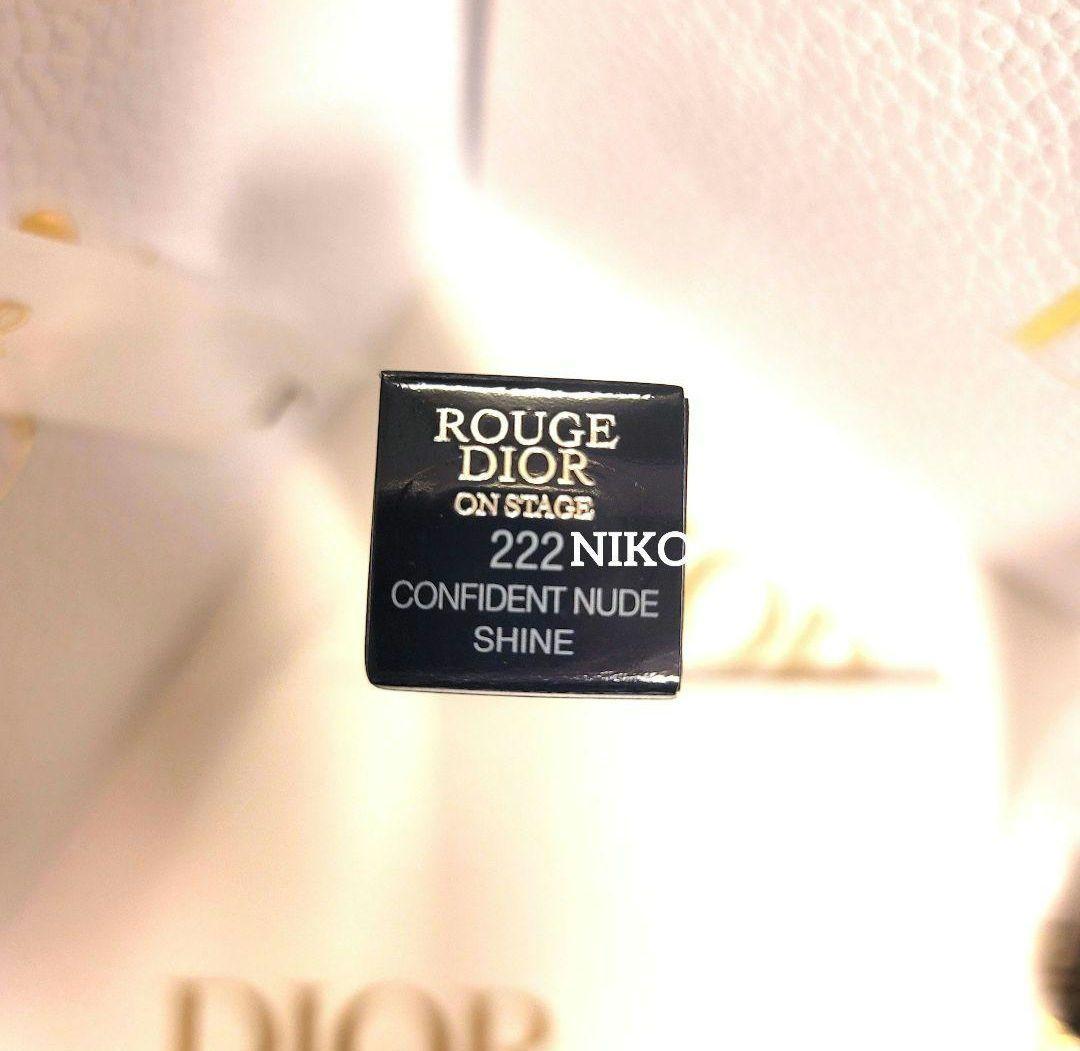 ROUGE
DIOR
ON STAGE
222 NIKO
CONFIDENT NUDE
SHINE
DIOR